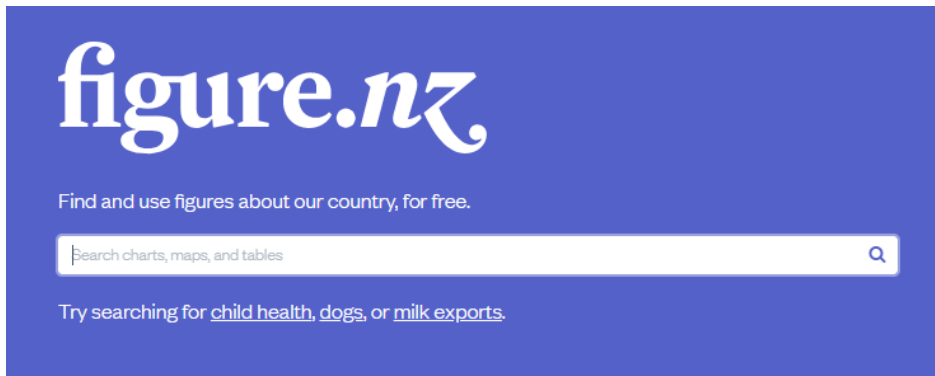 figure.nz
Find and use figures about our country, for free.
Search charts, maps, and tables
Try searching for child health, dogs, or milk exports.